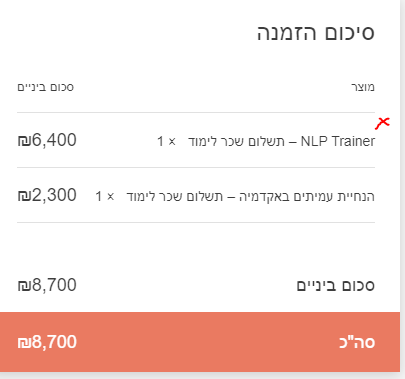 סיכום הזמנה
מוצר סכום ביניים
NLP Trainer – תשלום שכר לימוד × 1 ₪6,400
הנחיית עמיתים באקדמיה – תשלום שכר לימוד × 1 ₪2,300
סכום ביניים ₪8,700
סה"כ ₪8,700